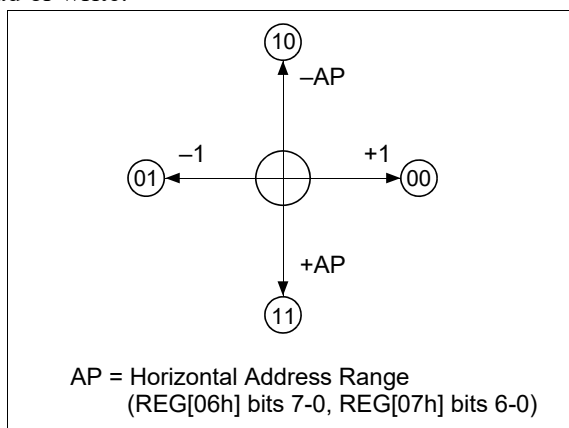 10
–AP
–1
+1
01
00
+AP
11
AP = Horizontal Address Range
(REG[06h] bits 7-0, REG[07h] bits 6-0)